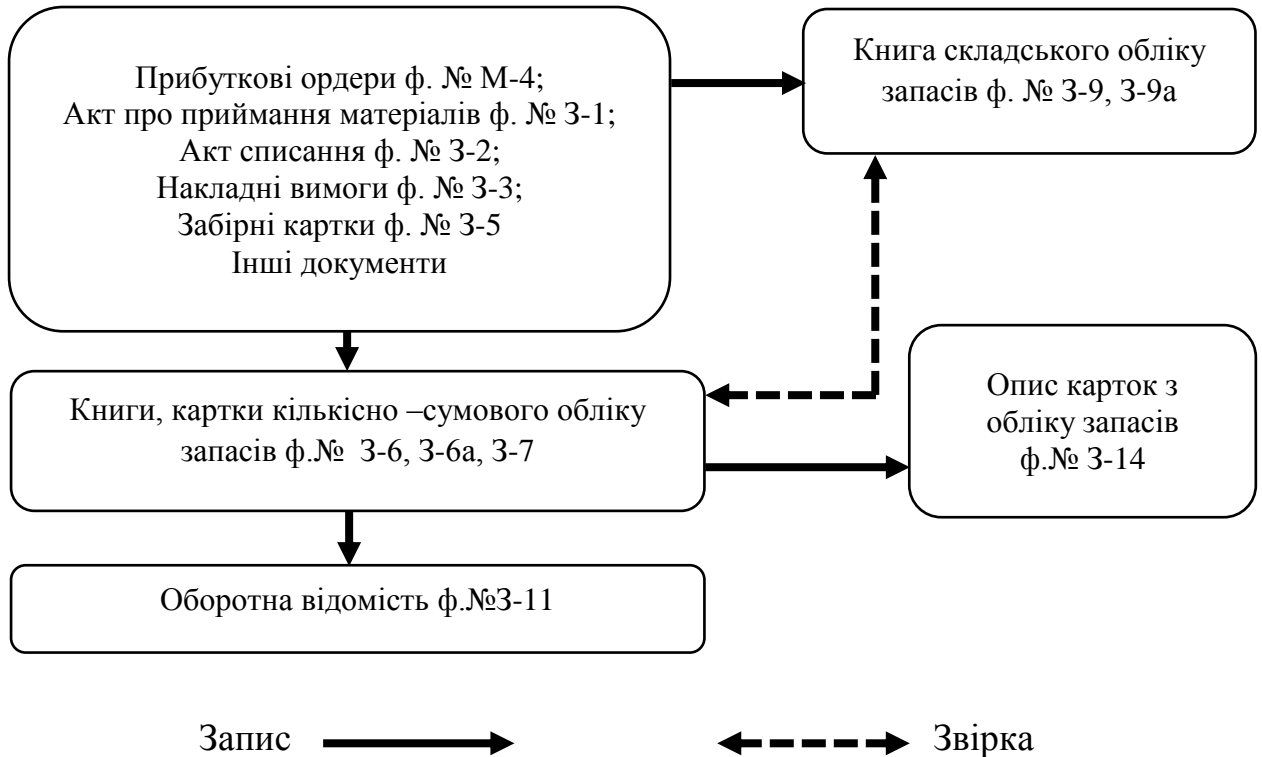 Прибуткові ордери ф. № М-4;
Акт про приймання матеріалів ф. № З-1;
Акт списання ф. № З-2;
Накладні вимоги ф. № З-3;
Забірні картки ф. № З-5
Інші документи
Книга складського обліку
запасів ф. № З-9, З-9а
Книги, картки кількісно –сумового обліку
запасів ф.№ З-6, З-6а, З-7
Опис карток з
обліку запасів
ф.№ З-14
Оборотна відомість ф.№З-11
Запис
Звірка